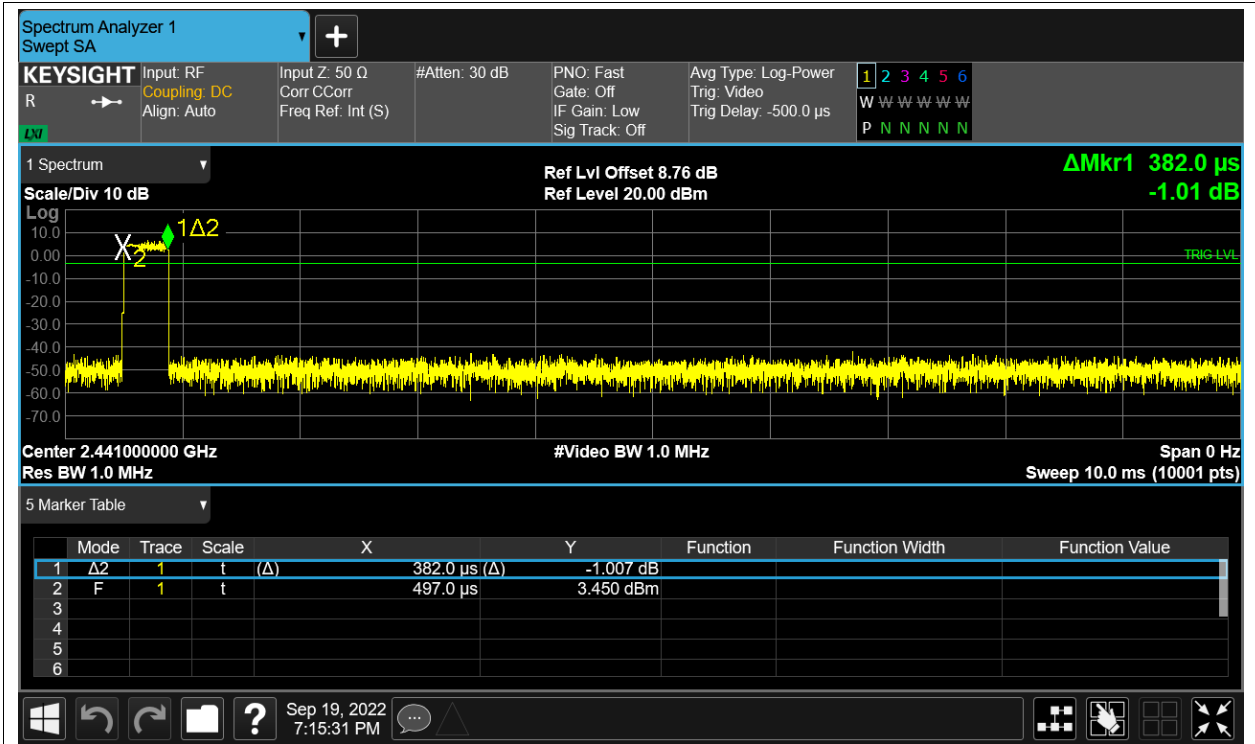 Spectrum Analyzer 1
Swept SA
KEYSIGHT
R
LXI
Input: RF
Coupling: DC
Align: Auto
Input Z: 50 Ω
Corr CCorr
Freq Ref: Int (S)
#Atten: 30 dB
PNO: Fast
Gate: Off
IF Gain: Low
Sig Track: Off
Avg Type: Log-Power
Trig: Video
Trig Delay: -500.0 µs
1 2 3 4 5 6
W W W W W W
P N N N N N
1 Spectrum
Scale/Div 10 dB
Ref Lvl Offset 8.76 dB
Ref Level 20.00 dBm
ΔMkr1 382.0 µs
-1.01 dB
Log
10.0
0.00
-10.0
-20.0
-30.0
-40.0
-50.0
-60.0
-70.0
X
2
1Δ2
TRIG LVL
Center 2.441000000 GHz
#Video BW 1.0 MHz
Span 0 Hz
Res BW 1.0 MHz
Sweep 10.0 ms (10001 pts)
5 Marker Table
Mode Trace Scale X Y Function Function Width Function Value
1 Δ2 1 t (Δ) 382.0 µs (Δ) -1.007 dB
2 F 1 t 497.0 µs 3.450 dBm
3
4
5
6
?
Sep 19, 2022
7:15:31 PM